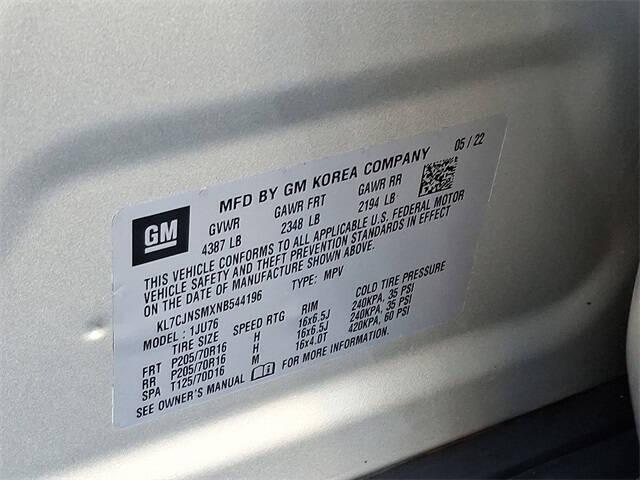 GM
MFD BY GM KOREA COMPANY 05 / 22
GVWR GAWR FRT GAWR RR
4387 LB 2348 LB 2194 LB
THIS VEHICLE CONFORMS TO ALL APPLICABLE U.S. FEDERAL MOTOR
VEHICLE SAFETY AND THEFT PREVENTION STANDARDS IN EFFECT
ON THE DATE OF MANUFACTURE SHOWN ABOVE.
KL7CJNSMXNB544196 TYPE: MPV
MODEL : 1JU76
TIRE SIZE SPEED RTG RIM COLD TIRE PRESSURE
FRT P205/70R16 H 16x6.5J 240KPA, 35 PSI
RR P205/70R16 H 16x6.5J 240KPA, 35 PSI
SPA T125/70D16 M 16x4.0T 420KPA, 60 PSI
SEE OWNER'S MANUAL FOR MORE INFORMATION